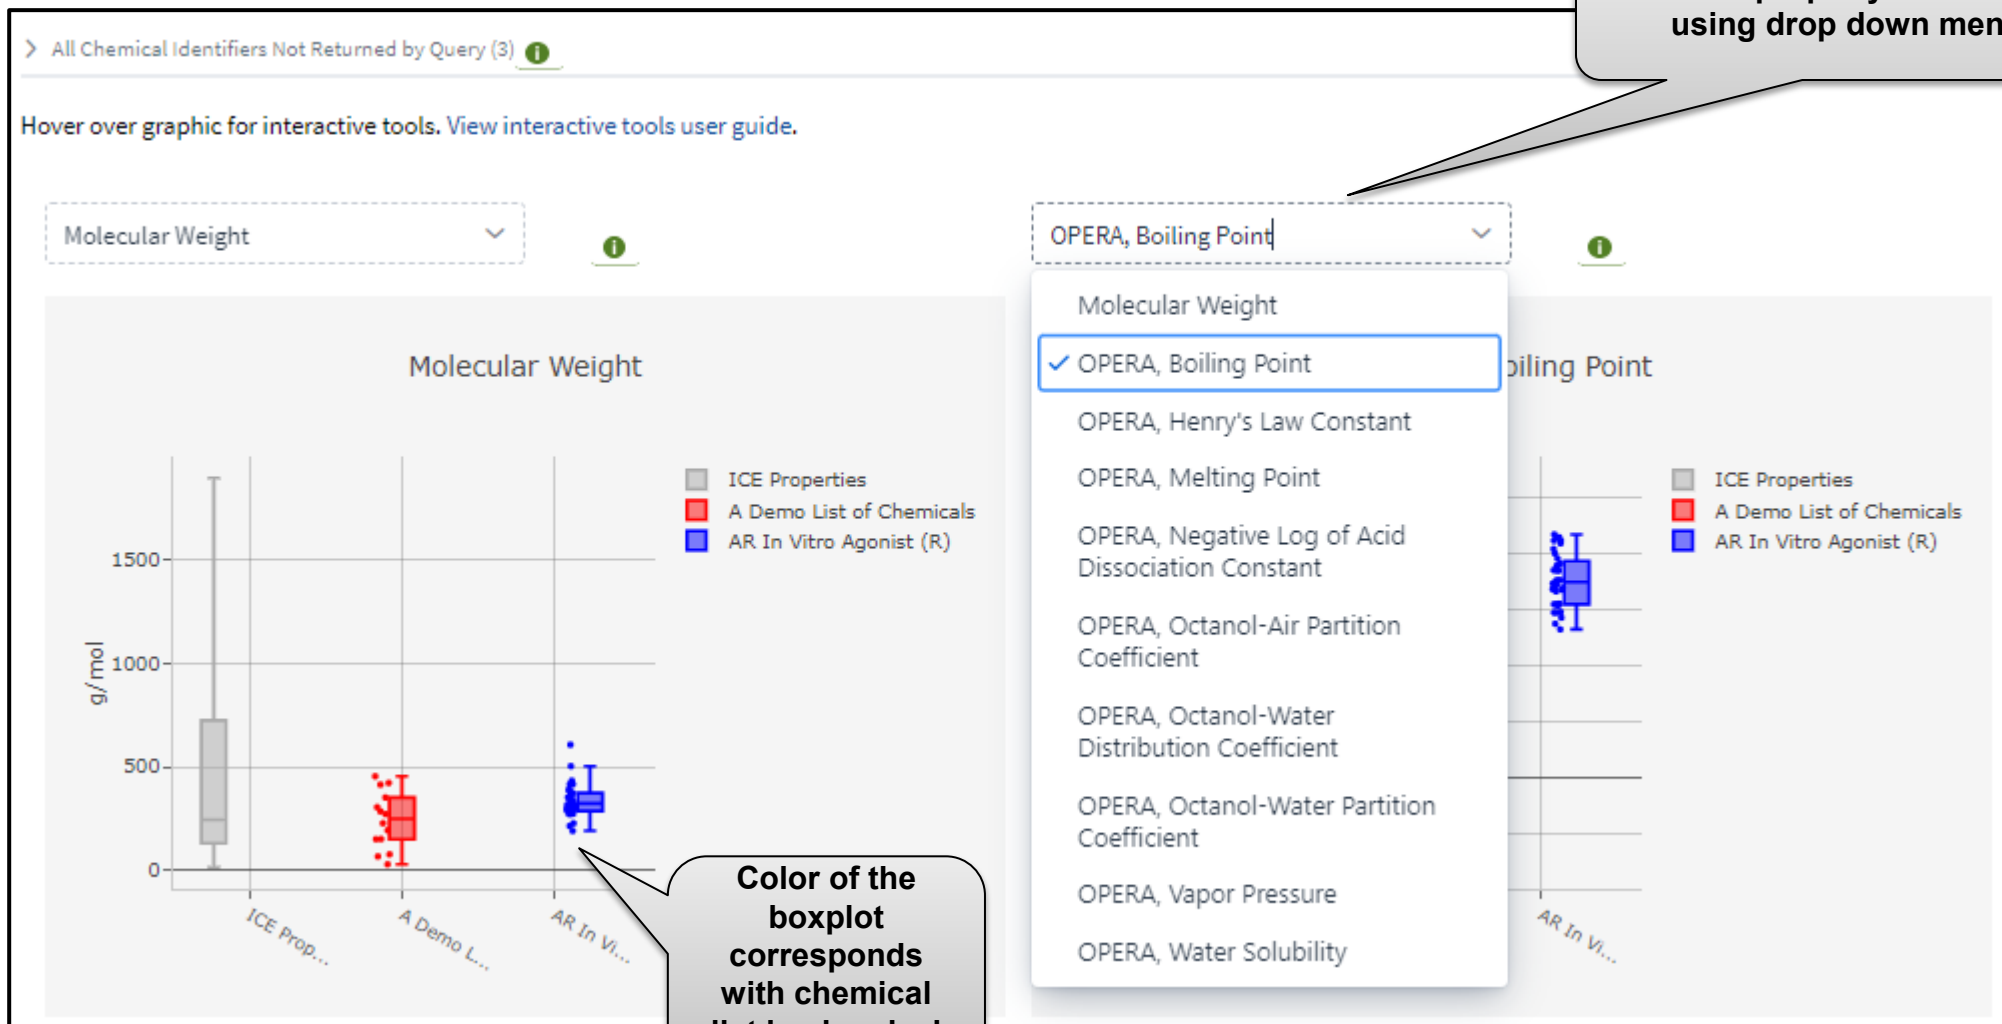 using drop down men
All Chemical Identifiers Not Returned by Query (3)
Hover over graphic for interactive tools. View interactive tools user guide.
Molecular Weight
OPERA, Boiling Point
Molecular Weight
OPERA, Boiling Point
OPERA, Henry's Law Constant
OPERA, Melting Point
OPERA, Negative Log of Acid
Dissociation Constant
OPERA, Octanol-Air Partition
Coefficient
OPERA, Octanol-Water
Distribution Coefficient
OPERA, Octanol-Water Partition
Coefficient
OPERA, Vapor Pressure
OPERA, Water Solubility
Molecular Weight
g/mol
1500
1000
500
0
ICE Prop...
A Demo L...
AR In Vi...
ICE Properties
A Demo List of Chemicals
AR In Vitro Agonist (R)
Color of the
boxplot
corresponds
with chemical
oiling Point
ICE Properties
A Demo List of Chemicals
AR In Vitro Agonist (R)
AR In Vi...